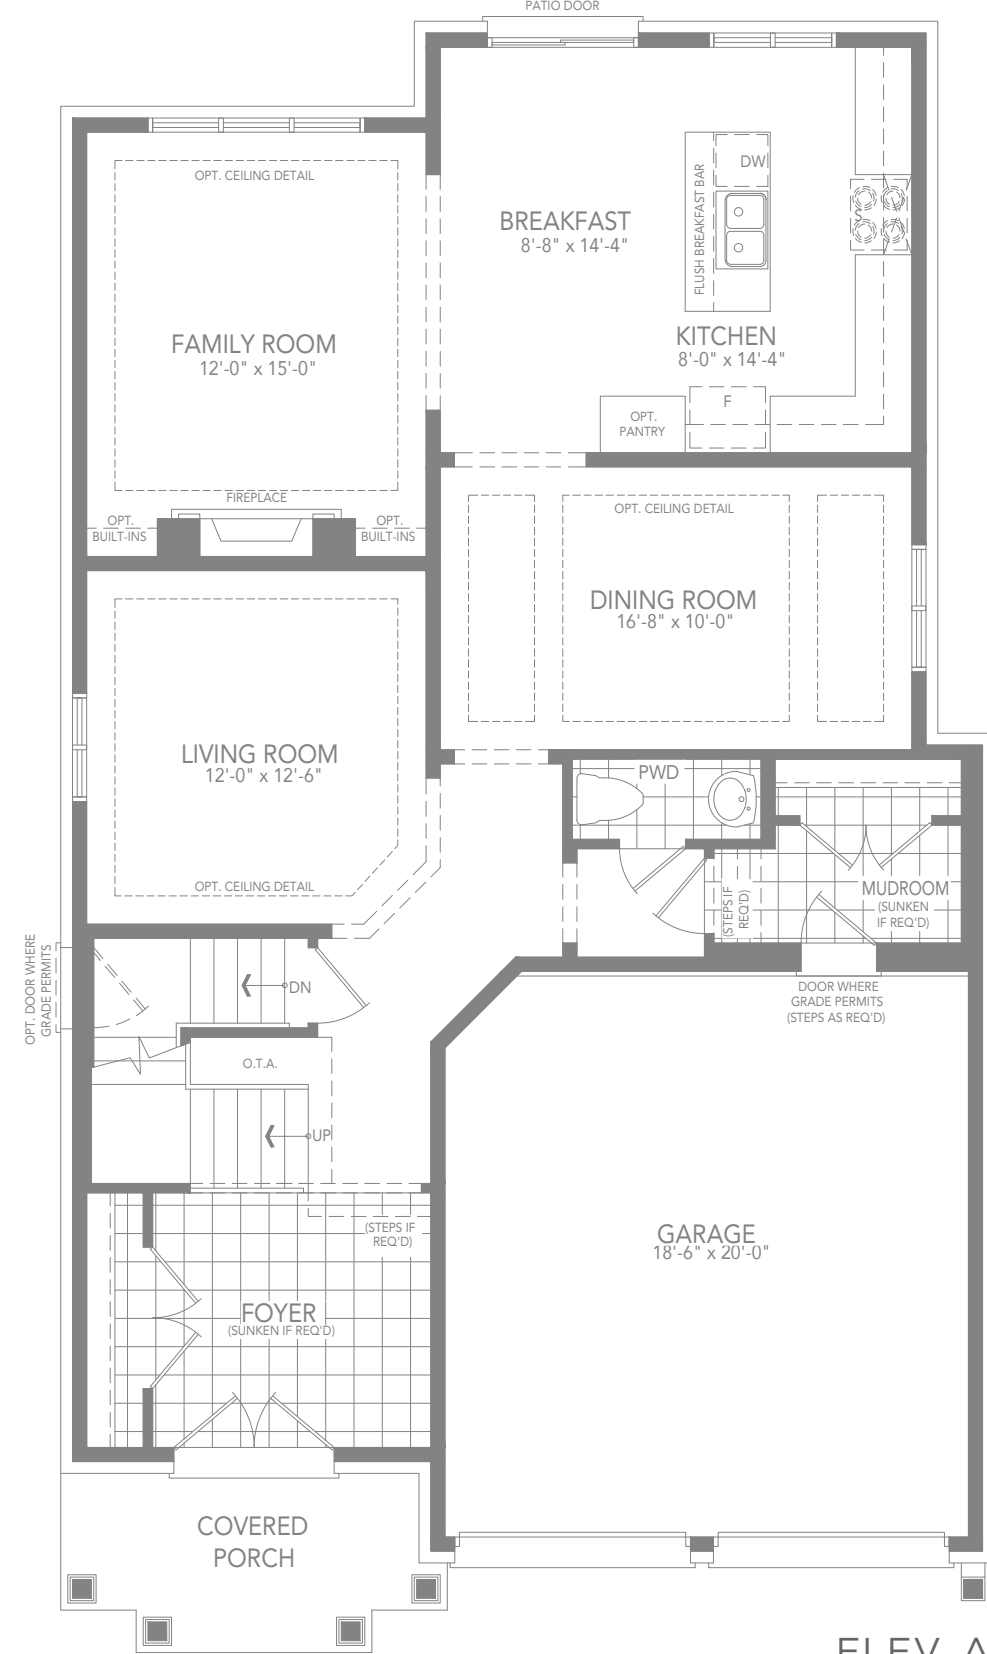 PATIO DOOR
OPT. CEILING DETAIL
FAMILY ROOM
12'-0" x 15'-0"
BREAKFAST
8'-8" x 14'-4"
FLUSH BREAKFAST BAR
DW
S
KITCHEN
8'-0" x 14'-4"
F
OPT.
PANTRY
FIREPLACE
OPT.
BUILT-INS
OPT.
BUILT-INS
OPT. CEILING DETAIL
DINING ROOM
16'-8" x 10'-0"
LIVING ROOM
12'-0" x 12'-6"
OPT. CEILING DETAIL
PWD
MUDROOM
(SUNKEN
IF REQ'D)
(STEPS IF
REQ'D)
OPT. DOOR WHERE
GRADE PERMITS
DN
DOOR WHERE
GRADE PERMITS
(STEPS AS REQ'D)
O.T.A.
UP
(STEPS IF
REQ'D)
GARAGE
18'-6" x 20'-0"
FOYER
(SUNKEN IF REQ'D)
COVERED
PORCH
ELEV. A